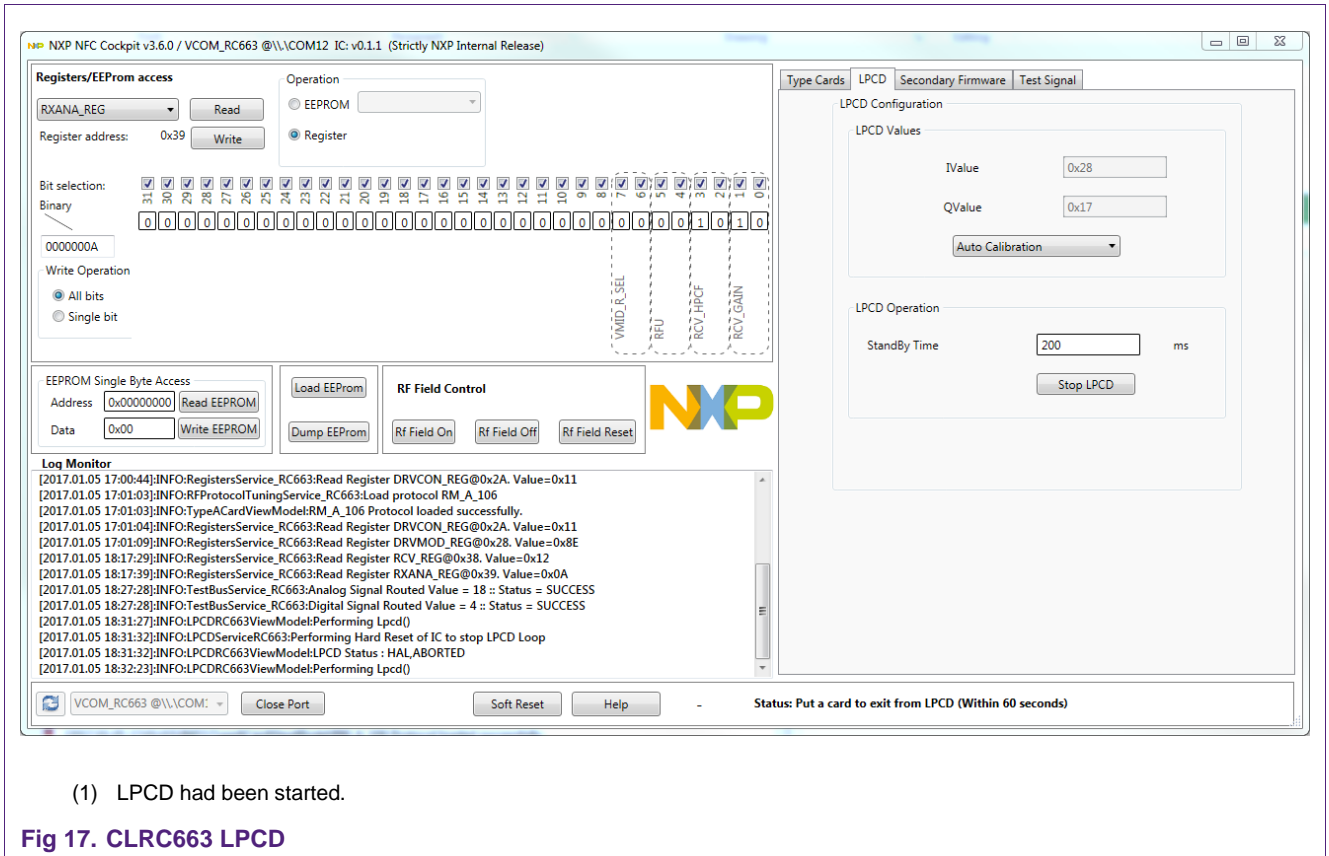 NXP NFC Cockpit v3.6.0 / VCOM_RC663 @\\.\COM12 IC: v0.1.1 (Strictly NXP Internal Release)
Registers/EEProm access
Operation
RXANA_REG
Read
EEPROM
Register address:
0x39
Write
Register
Bit selection:
31 30 29 28 27 26 25 24 23 22 21 20 19 18 17 16 15 14 13 12 11 10 9 8 7 6 5 4 3 2 1 0
Binary
0 0 0 0 0 0 0 0 0 0 0 0 0 0 0 0 0 0 0 0 0 0 0 0 0 0 0 0 1 0 1 0
0000000A
Write Operation
All bits
Single bit
VMID_R_SEL
RFU
RCV_HPCF
RCV_GAIN
EEPROM Single Byte Access
Address
0x00000000
Read EEPROM
Data
0x00
Write EEPROM
Load EEProm
Dump EEProm
RF Field Control
Rf Field On
Rf Field Off
Rf Field Reset
NXP
Log Monitor
[2017.01.05 17:00:44]:INFO:RegistersService_RC663:Read Register DRVCON_REG@0x2A. Value=0x11
[2017.01.05 17:01:03]:INFO:RFProtocolTuningService_RC663:Load protocol RM_A_106
[2017.01.05 17:01:03]:INFO:TypeACardViewModel:RM_A_106 Protocol loaded successfully.
[2017.01.05 17:01:04]:INFO:RegistersService_RC663:Read Register DRVCON_REG@0x2A. Value=0x11
[2017.01.05 17:01:09]:INFO:RegistersService_RC663:Read Register DRVMOD_REG@0x28. Value=0x8E
[2017.01.05 18:17:29]:INFO:RegistersService_RC663:Read Register RCV_REG@0x38. Value=0x12
[2017.01.05 18:17:39]:INFO:RegistersService_RC663:Read Register RXANA_REG@0x39. Value=0x0A
[2017.01.05 18:27:28]:INFO:TestBusService_RC663:Analog Signal Routed Value = 18 :: Status = SUCCESS
[2017.01.05 18:27:28]:INFO:TestBusService_RC663:Digital Signal Routed Value = 4 :: Status = SUCCESS
[2017.01.05 18:31:27]:INFO:LPCDRC663ViewModel:Performing Lpcd()
[2017.01.05 18:31:32]:INFO:LPCDServiceRC663:Performing Hard Reset of IC to stop LPCD Loop
[2017.01.05 18:31:32]:INFO:LPCDRC663ViewModel:LPCD Status : HAL,ABORTED
[2017.01.05 18:32:23]:INFO:LPCDRC663ViewModel:Performing Lpcd()
Type Cards
LPCD
Secondary Firmware
Test Signal
LPCD Configuration
LPCD Values
IValue
0x28
QValue
0x17
Auto Calibration
LPCD Operation
StandBy Time
200
ms
Stop LPCD
VCOM_RC663 @\\.\COM:
Close Port
Soft Reset
Help
-
Status: Put a card to exit from LPCD (Within 60 seconds)
(1) LPCD had been started.
Fig 17. CLRC663 LPCD